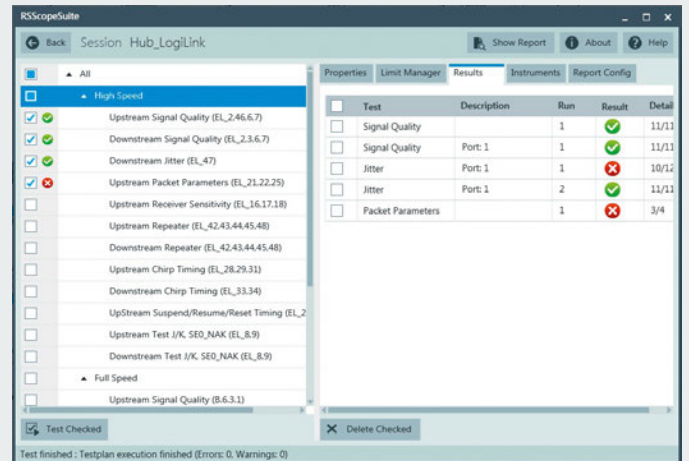 RSScopeSuite
Back Session Hub_LogiLink Show Report About Help
All
High Speed
Upstream Signal Quality (EL_2,46.6,7)
Downstream Signal Quality (EL_2,3,6,7)
Downstream Jitter (EL_47)
Upstream Packet Parameters (EL_21,22,25)
Upstream Receiver Sensitivity (EL_16,17,18)
Upstream Repeater (EL_42,43,44,45,48)
Downstream Repeater (EL_42,43,44,45,48)
Upstream Chirp Timing (EL_28,29,31)
Downstream Chirp Timing (EL_33,34)
UpStream Suspend/Resume/Reset Timing (EL_2
Upstream Test J/K, SE0_NAK (EL_8,9)
Downstream Test J/K, SE0_NAK (EL_8,9)
Full Speed
Upstream Signal Quality (B.6.3.1)
Test Checked
Properties Limit Manager Results Instruments Report Config
Test Description Run Result Detail
Signal Quality 1 11/11
Signal Quality Port: 1 1 11/11
Jitter Port: 1 1 10/12
Jitter Port: 1 2 11/11
Packet Parameters 1 3/4
Delete Checked
Test finished : Testplan execution finished (Errors: 0, Warnings: 0)